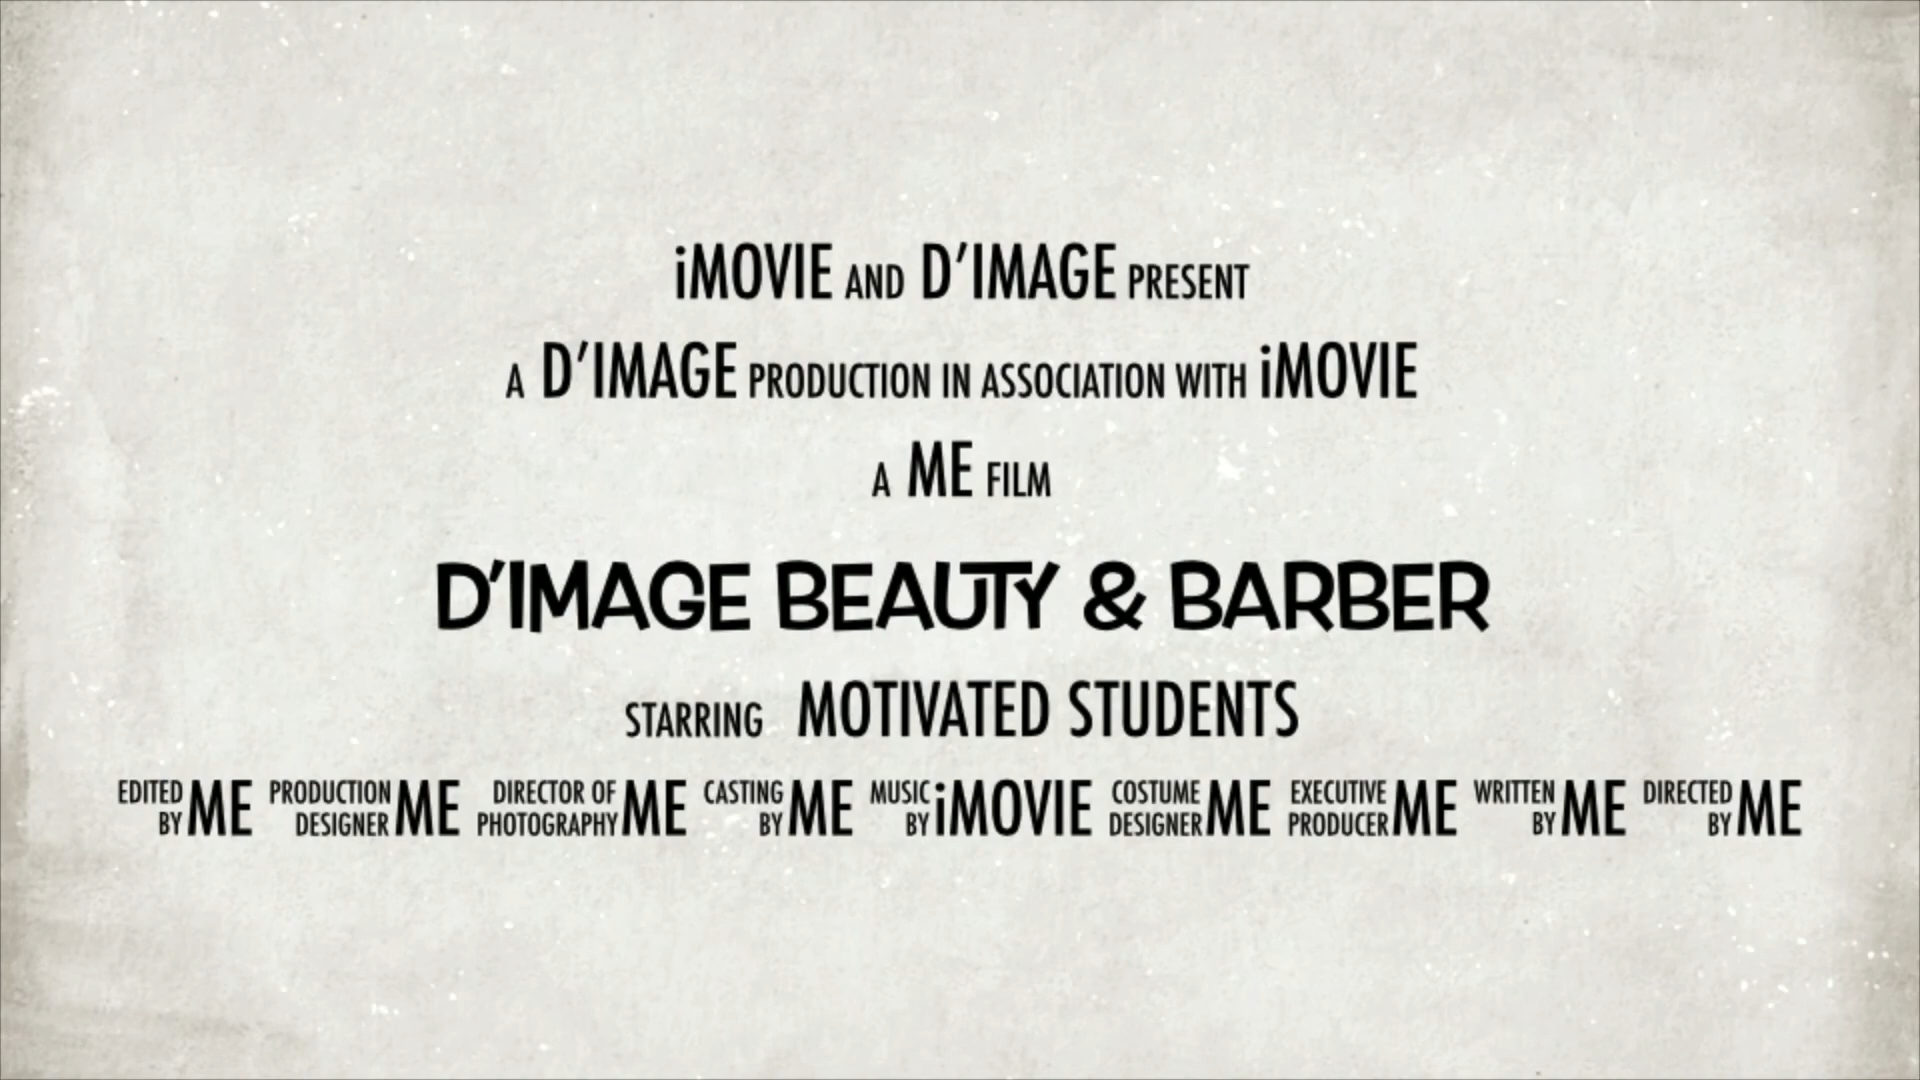 iMOVIE AND D'IMAGE PRESENT
A D'IMAGE PRODUCTION IN ASSOCIATION WITH iMOVIE
A ME FILM
D'IMAGE BEAUTY & BARBER
STARRING MOTIVATED STUDENTS
EDITED BY ME PRODUCTION DESIGNER ME DIRECTOR OF PHOTOGRAPHY ME CASTING BY ME MUSIC BY iMOVIE COSTUME DESIGNER ME EXECUTIVE PRODUCER ME WRITTEN BY ME DIRECTED BY ME